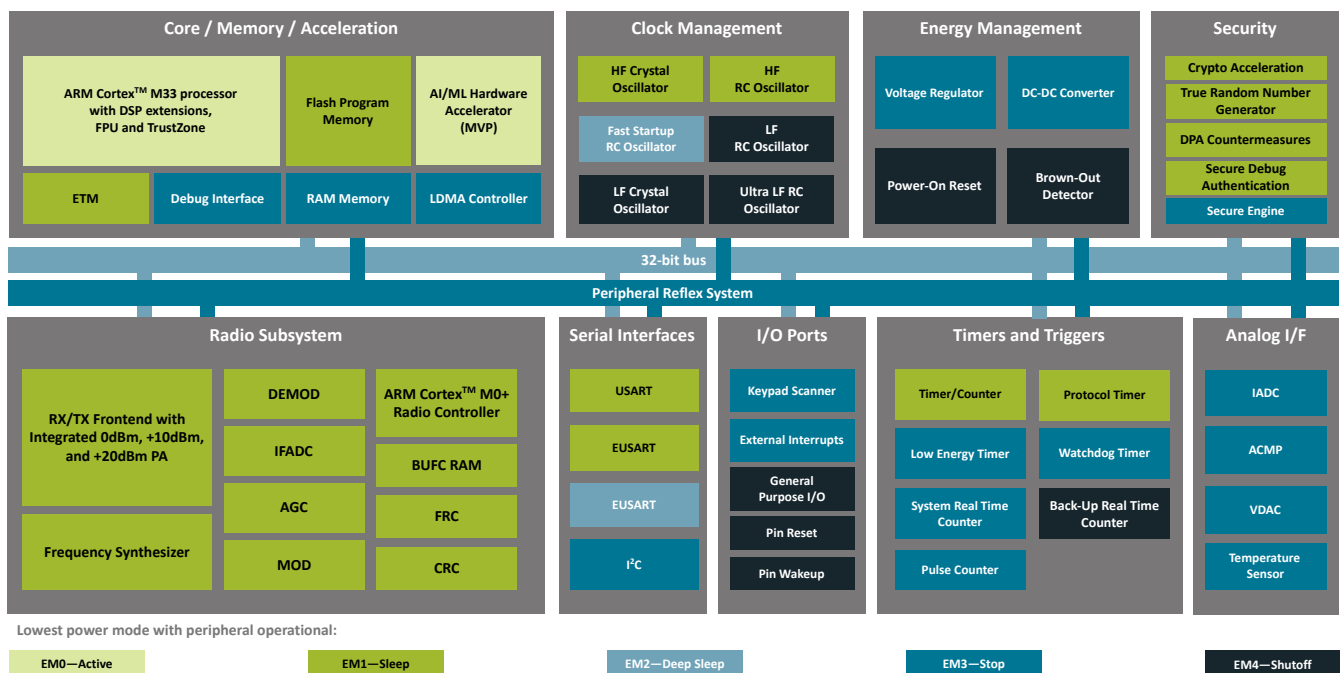 Core / Memory / Acceleration
ARM Cortex™ M33 processor
with DSP extensions,
FPU and TrustZone
Flash Program
Memory
AI/ML Hardware
Accelerator
(MVP)
ETM
Debug Interface
RAM Memory
LDMA Controller
Clock Management
HF Crystal
Oscillator
HF
RC Oscillator
Fast Startup
RC Oscillator
LF
RC Oscillator
LF Crystal
Oscillator
Ultra LF RC
Oscillator
Energy Management
Voltage Regulator
DC-DC Converter
Power-On Reset
Brown-Out
Detector
Security
Crypto Acceleration
True Random Number
Generator
DPA Countermeasures
Secure Debug
Authentication
Secure Engine
32-bit bus
Peripheral Reflex System
Radio Subsystem
RX/TX Frontend with
Integrated 0dBm, +10dBm,
and +20dBm PA
Frequency Synthesizer
DEMOD
IFADC
AGC
MOD
ARM Cortex™ M0+
Radio Controller
BUFC RAM
FRC
CRC
Serial Interfaces
USART
EUSART
EUSART
I²C
I/O Ports
Keypad Scanner
External Interrupts
General
Purpose I/O
Pin Reset
Pin Wakeup
Timers and Triggers
Timer/Counter
Protocol Timer
Low Energy Timer
Watchdog Timer
System Real Time
Counter
Back-Up Real Time
Counter
Pulse Counter
Analog I/F
IADC
ACMP
VDAC
Temperature
Sensor
Lowest power mode with peripheral operational:
EM0—Active
EM1—Sleep
EM2—Deep Sleep
EM3—Stop
EM4—Shutoff